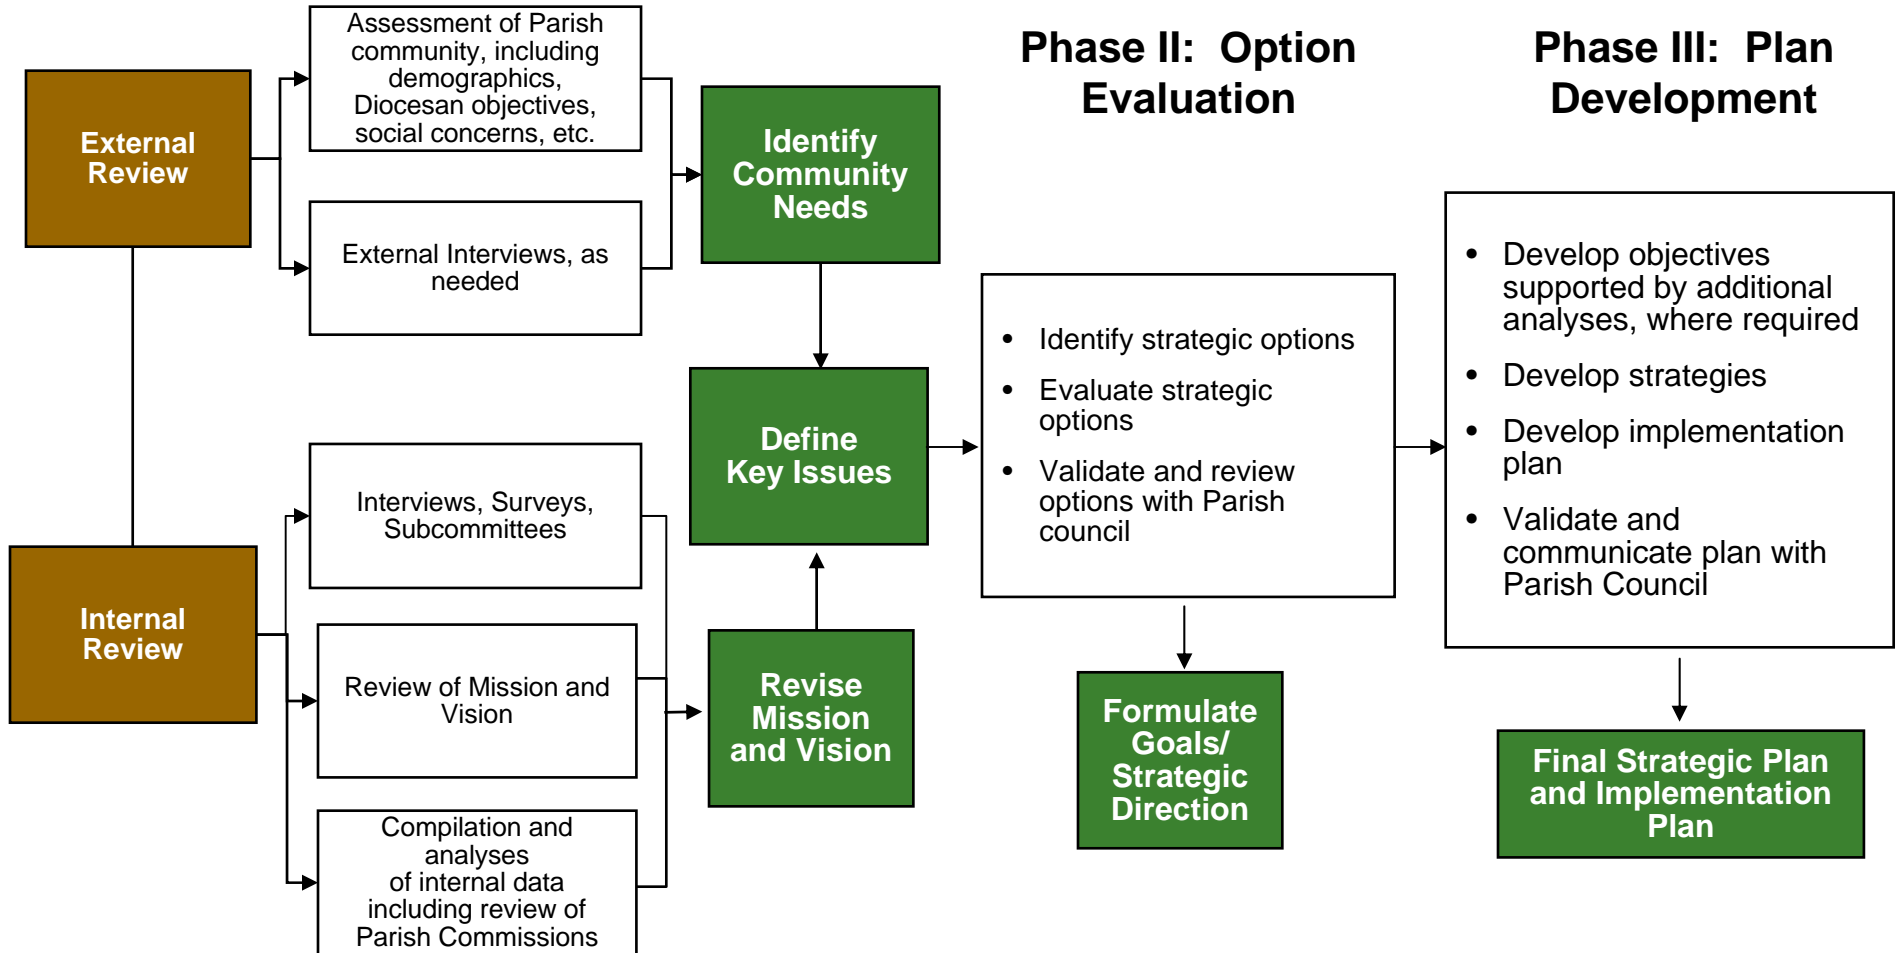 Assessment of Parish
community, including
demographics,
Diocesan objectives,
social concerns, etc.
External
Review
External Interviews, as
needed
Identify
Community
Needs
Interviews, Surveys,
Subcommittees
Internal
Review
Review of Mission and
Vision
Compilation and
analyses
of internal data
including review of
Parish Commissions
Define
Key Issues
Revise
Mission
and Vision
Phase II: Option
Evaluation
• Identify strategic options
• Evaluate strategic
options
• Validate and review
options with Parish
council
Formulate
Goals/
Strategic
Direction
Phase III: Plan
Development
• Develop objectives
supported by additional
analyses, where required
• Develop strategies
• Develop implementation
plan
• Validate and
communicate plan with
Parish Council
Final Strategic Plan
and Implementation
Plan